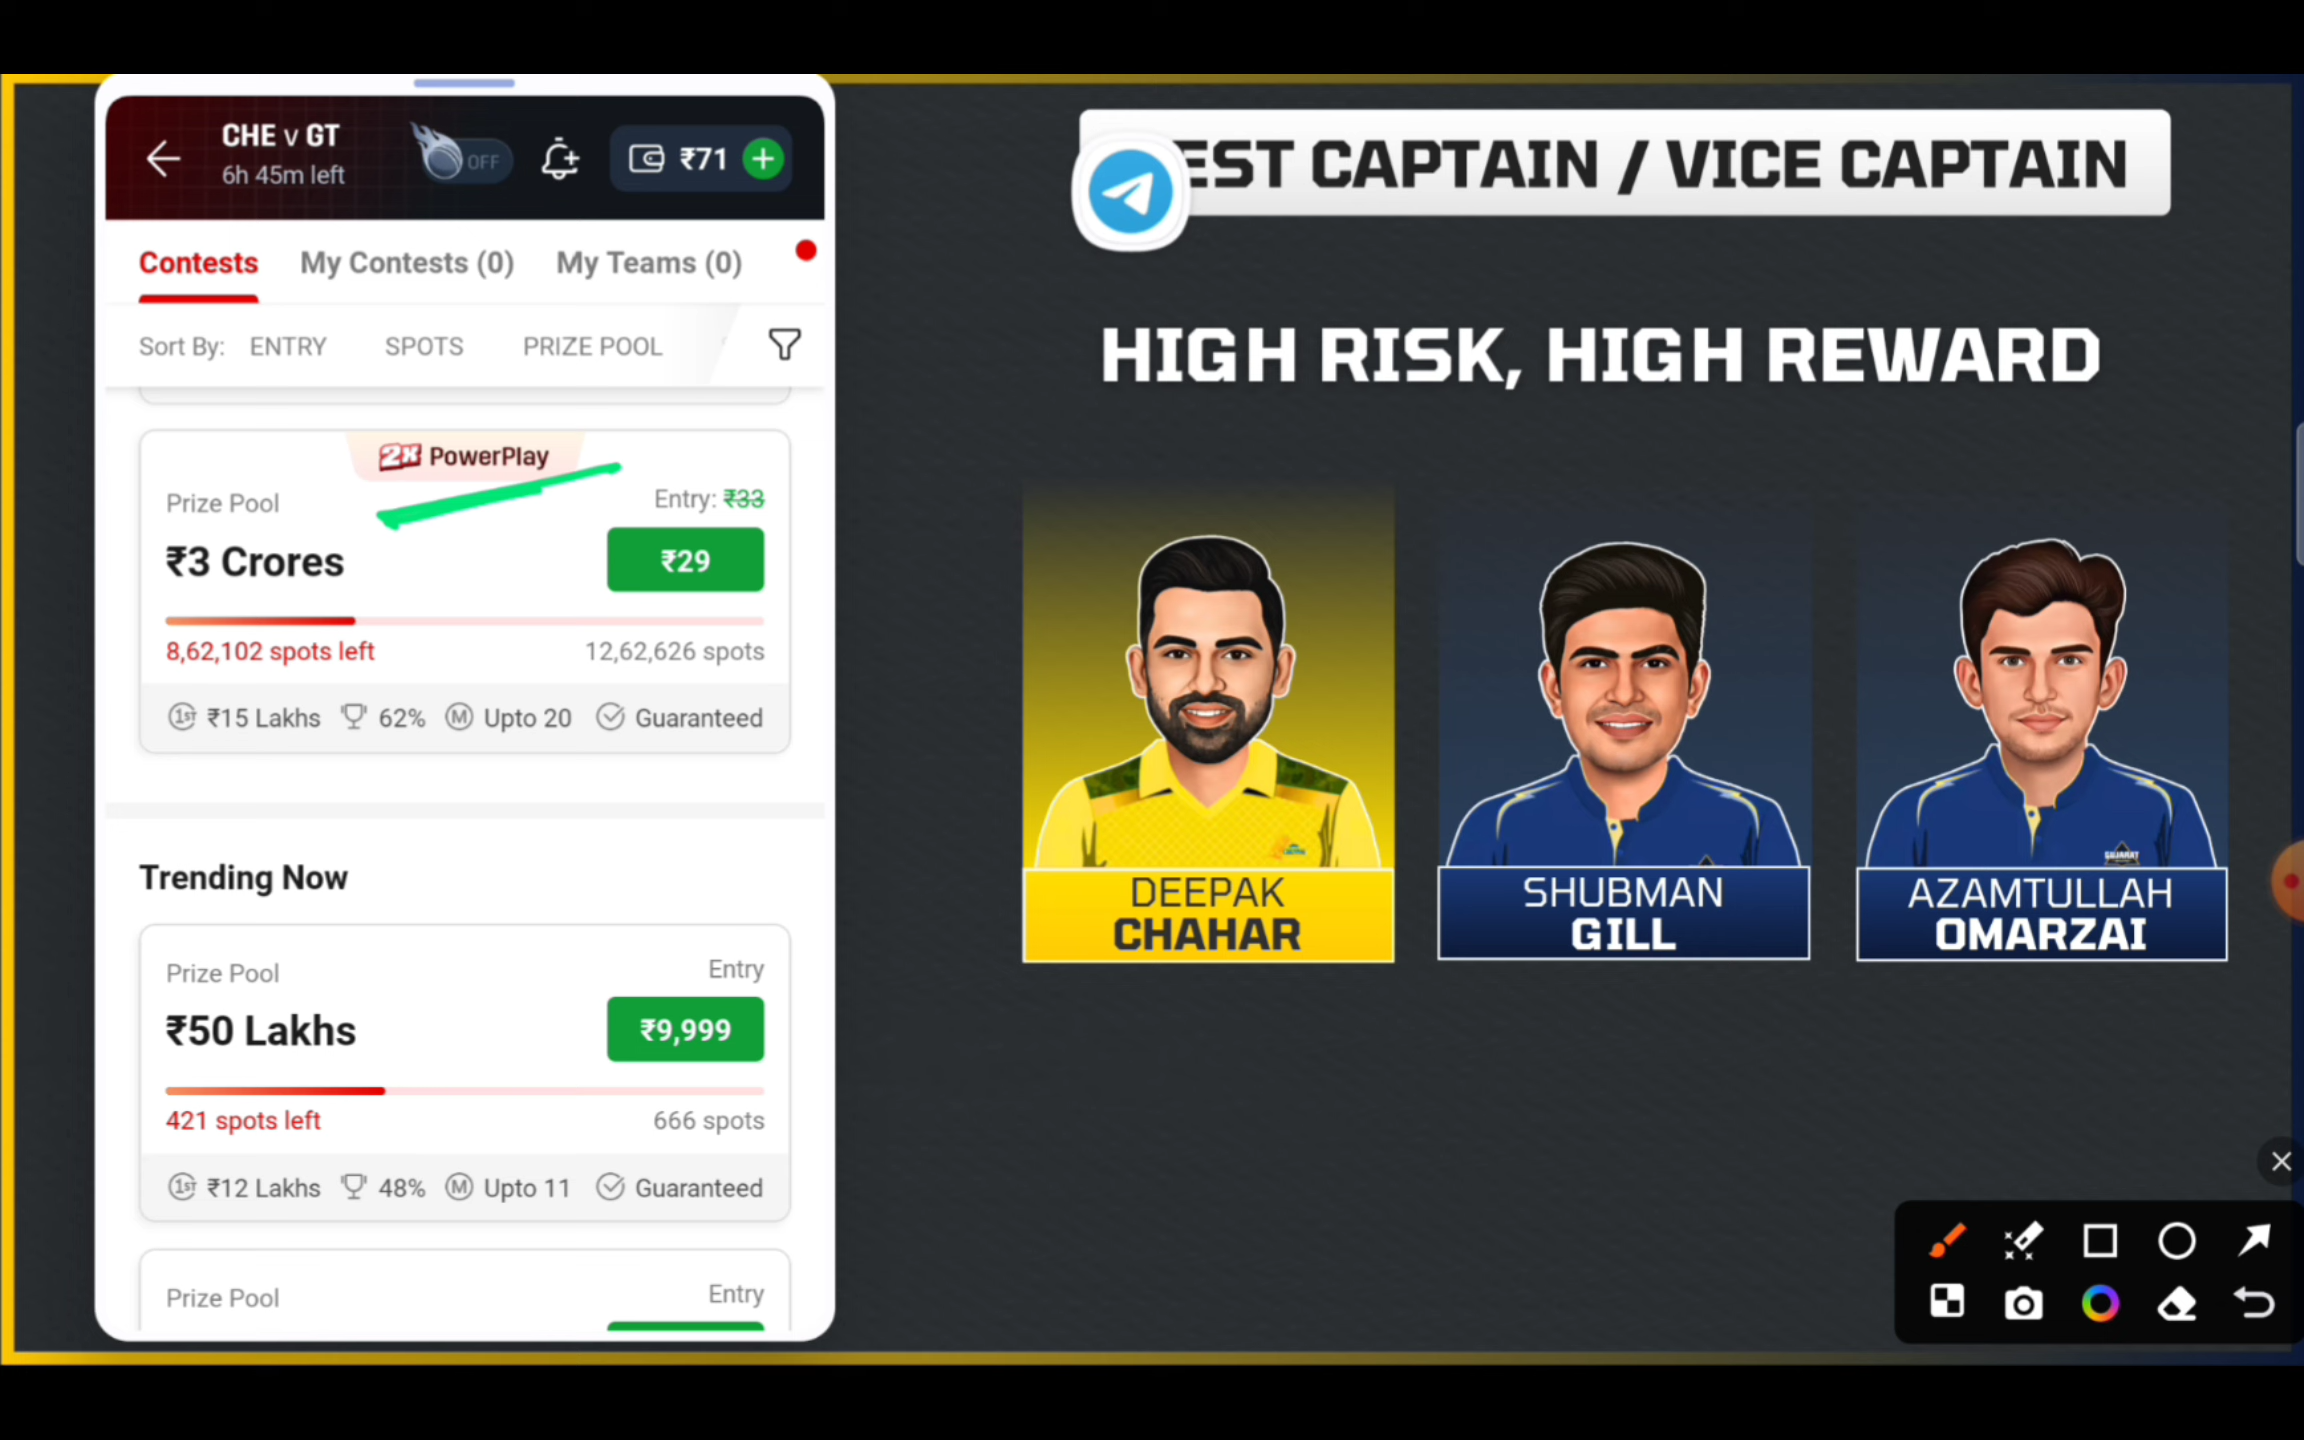 CHE v GT
6h 45m left
OFF
₹71
Contests
My Contests (0)
My Teams (0)
Sort By:
ENTRY
SPOTS
PRIZE POOL
2X PowerPlay
Prize Pool
Entry: ₹33
₹3 Crores
₹29
8,62,102 spots left
12,62,626 spots
1ST ₹15 Lakhs
62%
M Upto 20
Guaranteed
Trending Now
Prize Pool
Entry
₹50 Lakhs
₹9,999
421 spots left
666 spots
1ST ₹12 Lakhs
48%
M Upto 11
Guaranteed
Prize Pool
Entry
EST CAPTAIN / VICE CAPTAIN
HIGH RISK, HIGH REWARD
DEEPAK
CHAHAR
SHUBMAN
GILL
AZAMTULLAH
OMARZAI